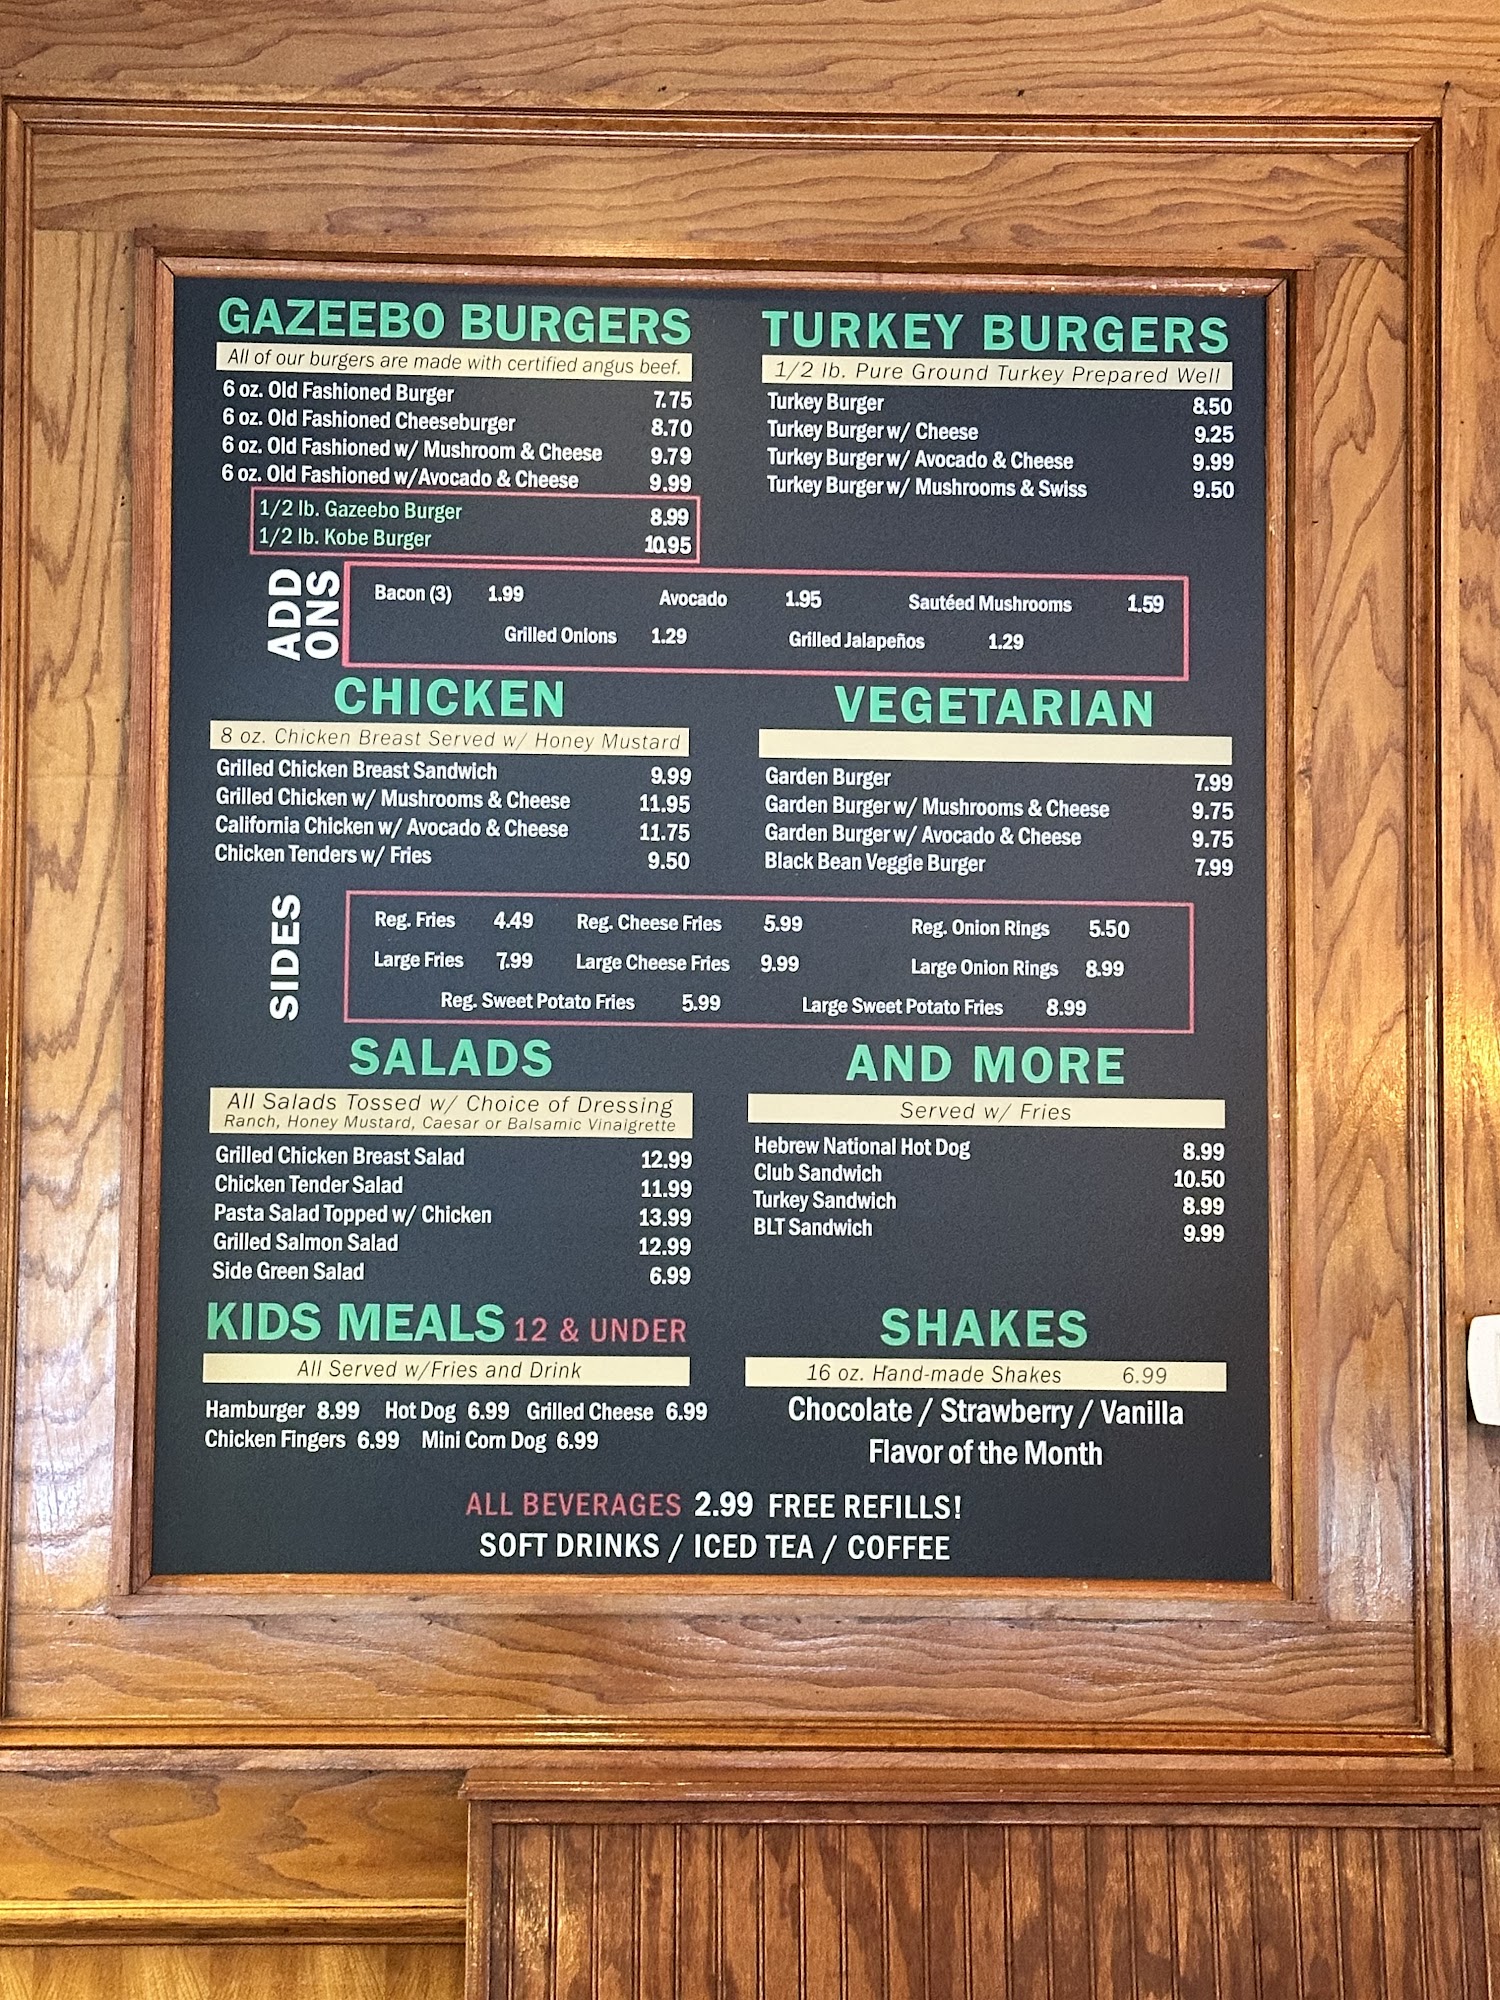 GAZEEBO BURGERS
All of our burgers are made with certified angus beef.
6 oz. Old Fashioned Burger 7.75
6 oz. Old Fashioned Cheeseburger 8.70
6 oz. Old Fashioned w/ Mushroom & Cheese 9.79
6 oz. Old Fashioned w/Avocado & Cheese 9.99
1/2 lb. Gazeebo Burger 8.99
1/2 lb. Kobe Burger 10.95
TURKEY BURGERS
1/2 lb. Pure Ground Turkey Prepared Well
Turkey Burger 8.50
Turkey Burger w/ Cheese 9.25
Turkey Burger w/ Avocado & Cheese 9.99
Turkey Burger w/ Mushrooms & Swiss 9.50
ADD
ONS
Bacon (3) 1.99 Avocado 1.95 Sautéed Mushrooms 1.59
Grilled Onions 1.29 Grilled Jalapeños 1.29
CHICKEN
8 oz. Chicken Breast Served w/ Honey Mustard
Grilled Chicken Breast Sandwich 9.99
Grilled Chicken w/ Mushrooms & Cheese 11.95
California Chicken w/ Avocado & Cheese 11.75
Chicken Tenders w/ Fries 9.50
VEGETARIAN
Garden Burger 7.99
Garden Burger w/ Mushrooms & Cheese 9.75
Garden Burger w/ Avocado & Cheese 9.75
Black Bean Veggie Burger 7.99
SIDES
Reg. Fries 4.49 Reg. Cheese Fries 5.99 Reg. Onion Rings 5.50
Large Fries 7.99 Large Cheese Fries 9.99 Large Onion Rings 8.99
Reg. Sweet Potato Fries 5.99 Large Sweet Potato Fries 8.99
SALADS
All Salads Tossed w/ Choice of Dressing
Ranch, Honey Mustard, Caesar or Balsamic Vinaigrette
Grilled Chicken Breast Salad 12.99
Chicken Tender Salad 11.99
Pasta Salad Topped w/ Chicken 13.99
Grilled Salmon Salad 12.99
Side Green Salad 6.99
AND MORE
Served w/ Fries
Hebrew National Hot Dog 8.99
Club Sandwich 10.50
Turkey Sandwich 8.99
BLT Sandwich 9.99
KIDS MEALS 12 & UNDER
All Served w/Fries and Drink
Hamburger 8.99 Hot Dog 6.99 Grilled Cheese 6.99
Chicken Fingers 6.99 Mini Corn Dog 6.99
SHAKES
16 oz. Hand-made Shakes 6.99
Chocolate / Strawberry / Vanilla
Flavor of the Month
ALL BEVERAGES 2.99 FREE REFILLS!
SOFT DRINKS / ICED TEA / COFFEE